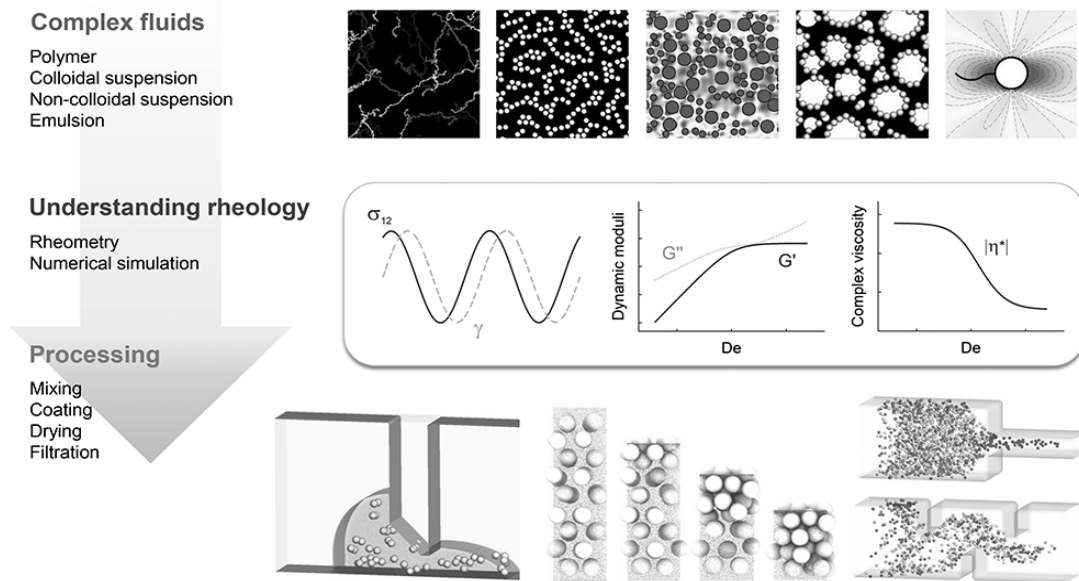 Complex fluids
Polymer
Colloidal suspension
Non-colloidal suspension
Emulsion
Understanding rheology
Rheometry
Numerical simulation
σ12
γ
Dynamic moduli
G''
G'
De
Complex viscosity
|η*|
De
Processing
Mixing
Coating
Drying
Filtration